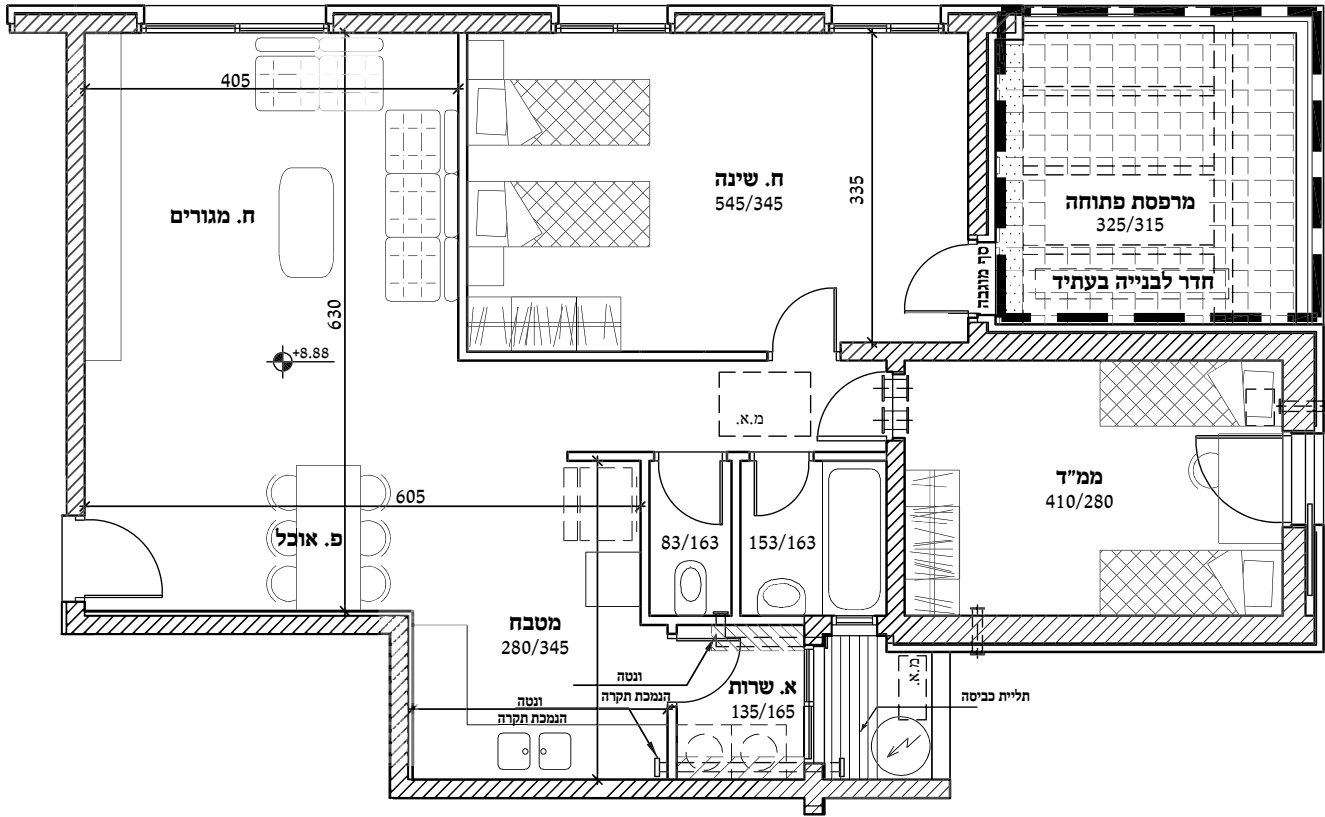 405
ח. שינה
545/345
335
מרפסת פתוחה
325/315
ח. מגורים
סף מוגבה
חדר לבנייה בעתיד
630
+8.88
מ.א.
ממ״ד
410/280
605
פ. אוכל
83/163
153/163
מטבח
280/345
ונטה
הנמכת תקרה
ונטה
הנמכת תקרה
א. שרות
135/165
מ.א.
תליית כביסה